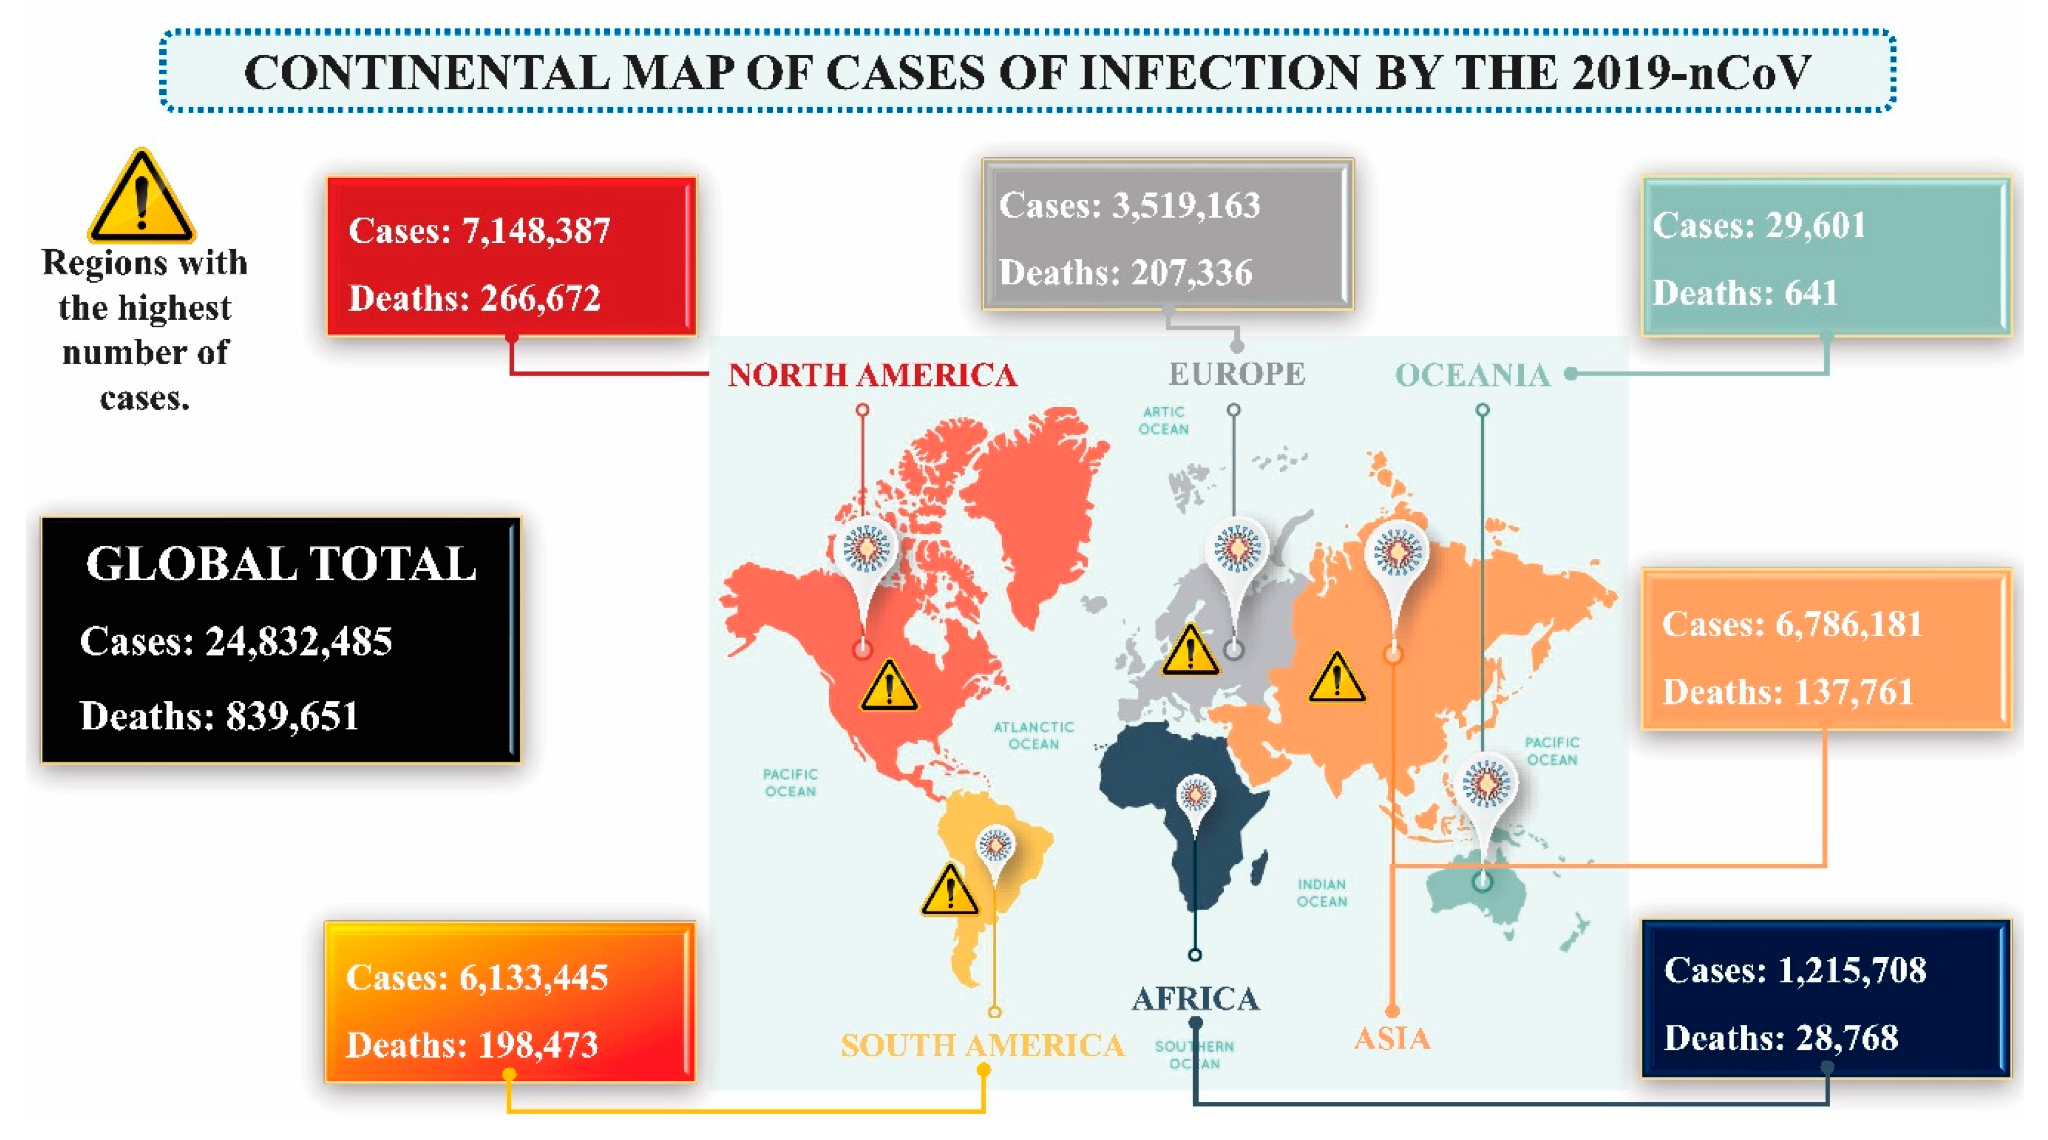 CONTINENTAL MAP OF CASES OF INFECTION BY THE 2019-nCoV
Regions with
the highest
number of
cases.
Cases: 7,148,387
Deaths: 266,672
Cases: 3,519,163
Deaths: 207,336
Cases: 29,601
Deaths: 641
NORTH AMERICA
EUROPE
OCEANIA
ARTIC
OCEAN
GLOBAL TOTAL
Cases: 24,832,485
Deaths: 839,651
Cases: 6,786,181
Deaths: 137,761
ATLANCTIC
OCEAN
PACIFIC
OCEAN
PACIFIC
OCEAN
INDIAN
OCEAN
Cases: 6,133,445
Deaths: 198,473
Cases: 1,215,708
Deaths: 28,768
AFRICA
SOUTH AMERICA
SOUTHERN
OCEAN
ASIA